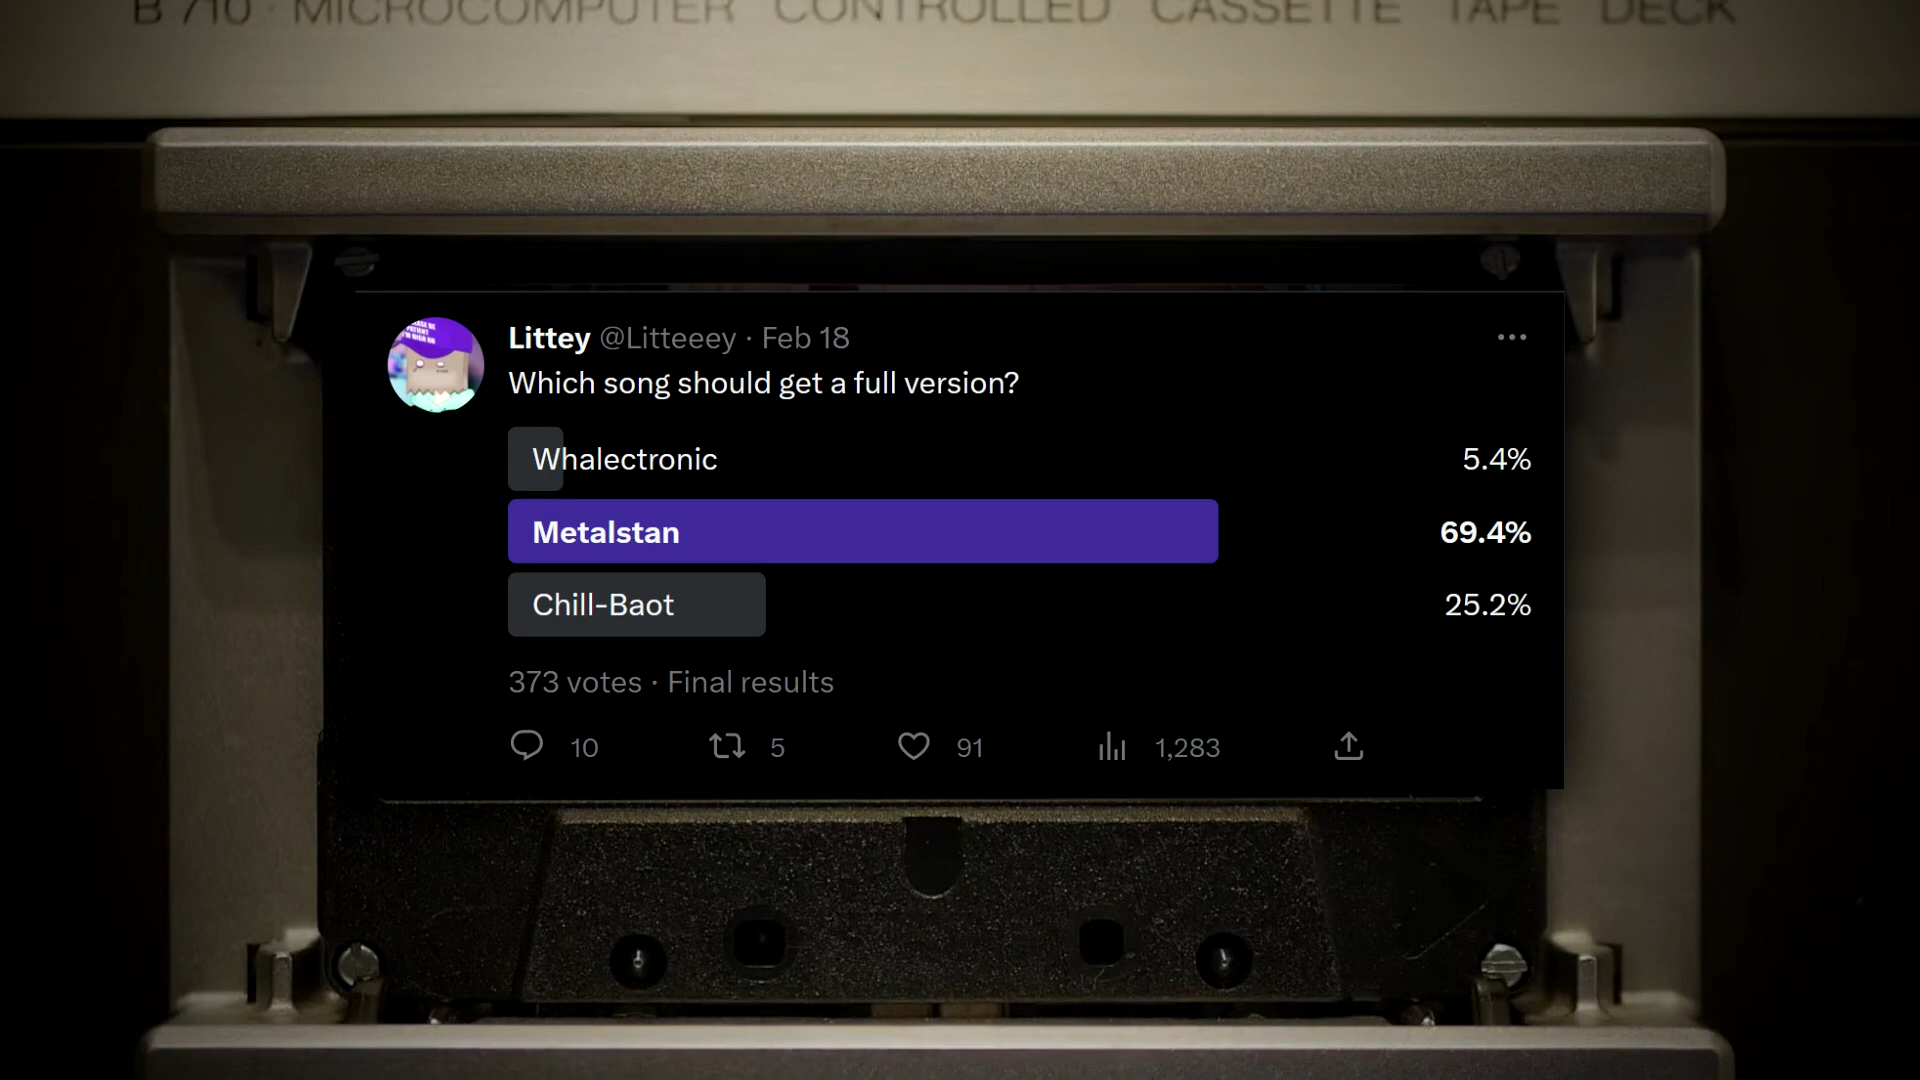 B 710 · MICROCOMPUTER CONTROLLED CASSETTE TAPE DECK
Littey @Litteeey · Feb 18
Which song should get a full version?
Whalectronic 5.4%
Metalstan 69.4%
Chill-Baot 25.2%
373 votes · Final results
10 5 91 1,283